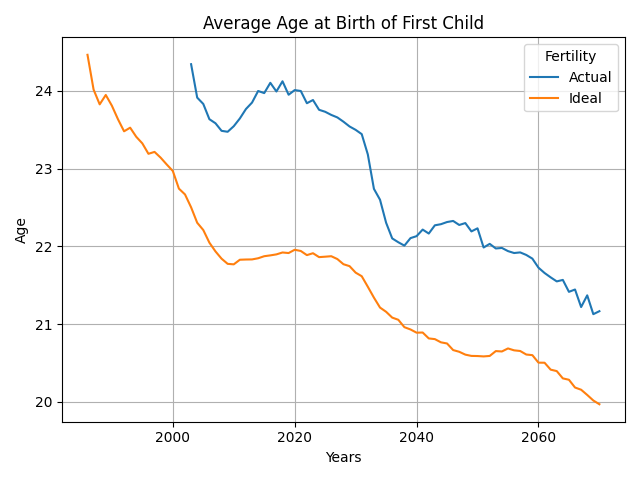 Average Age at Birth of First Child
Fertility
Actual
Ideal
24
23
22
21
20
Age
2000
2020
2040
2060
Years